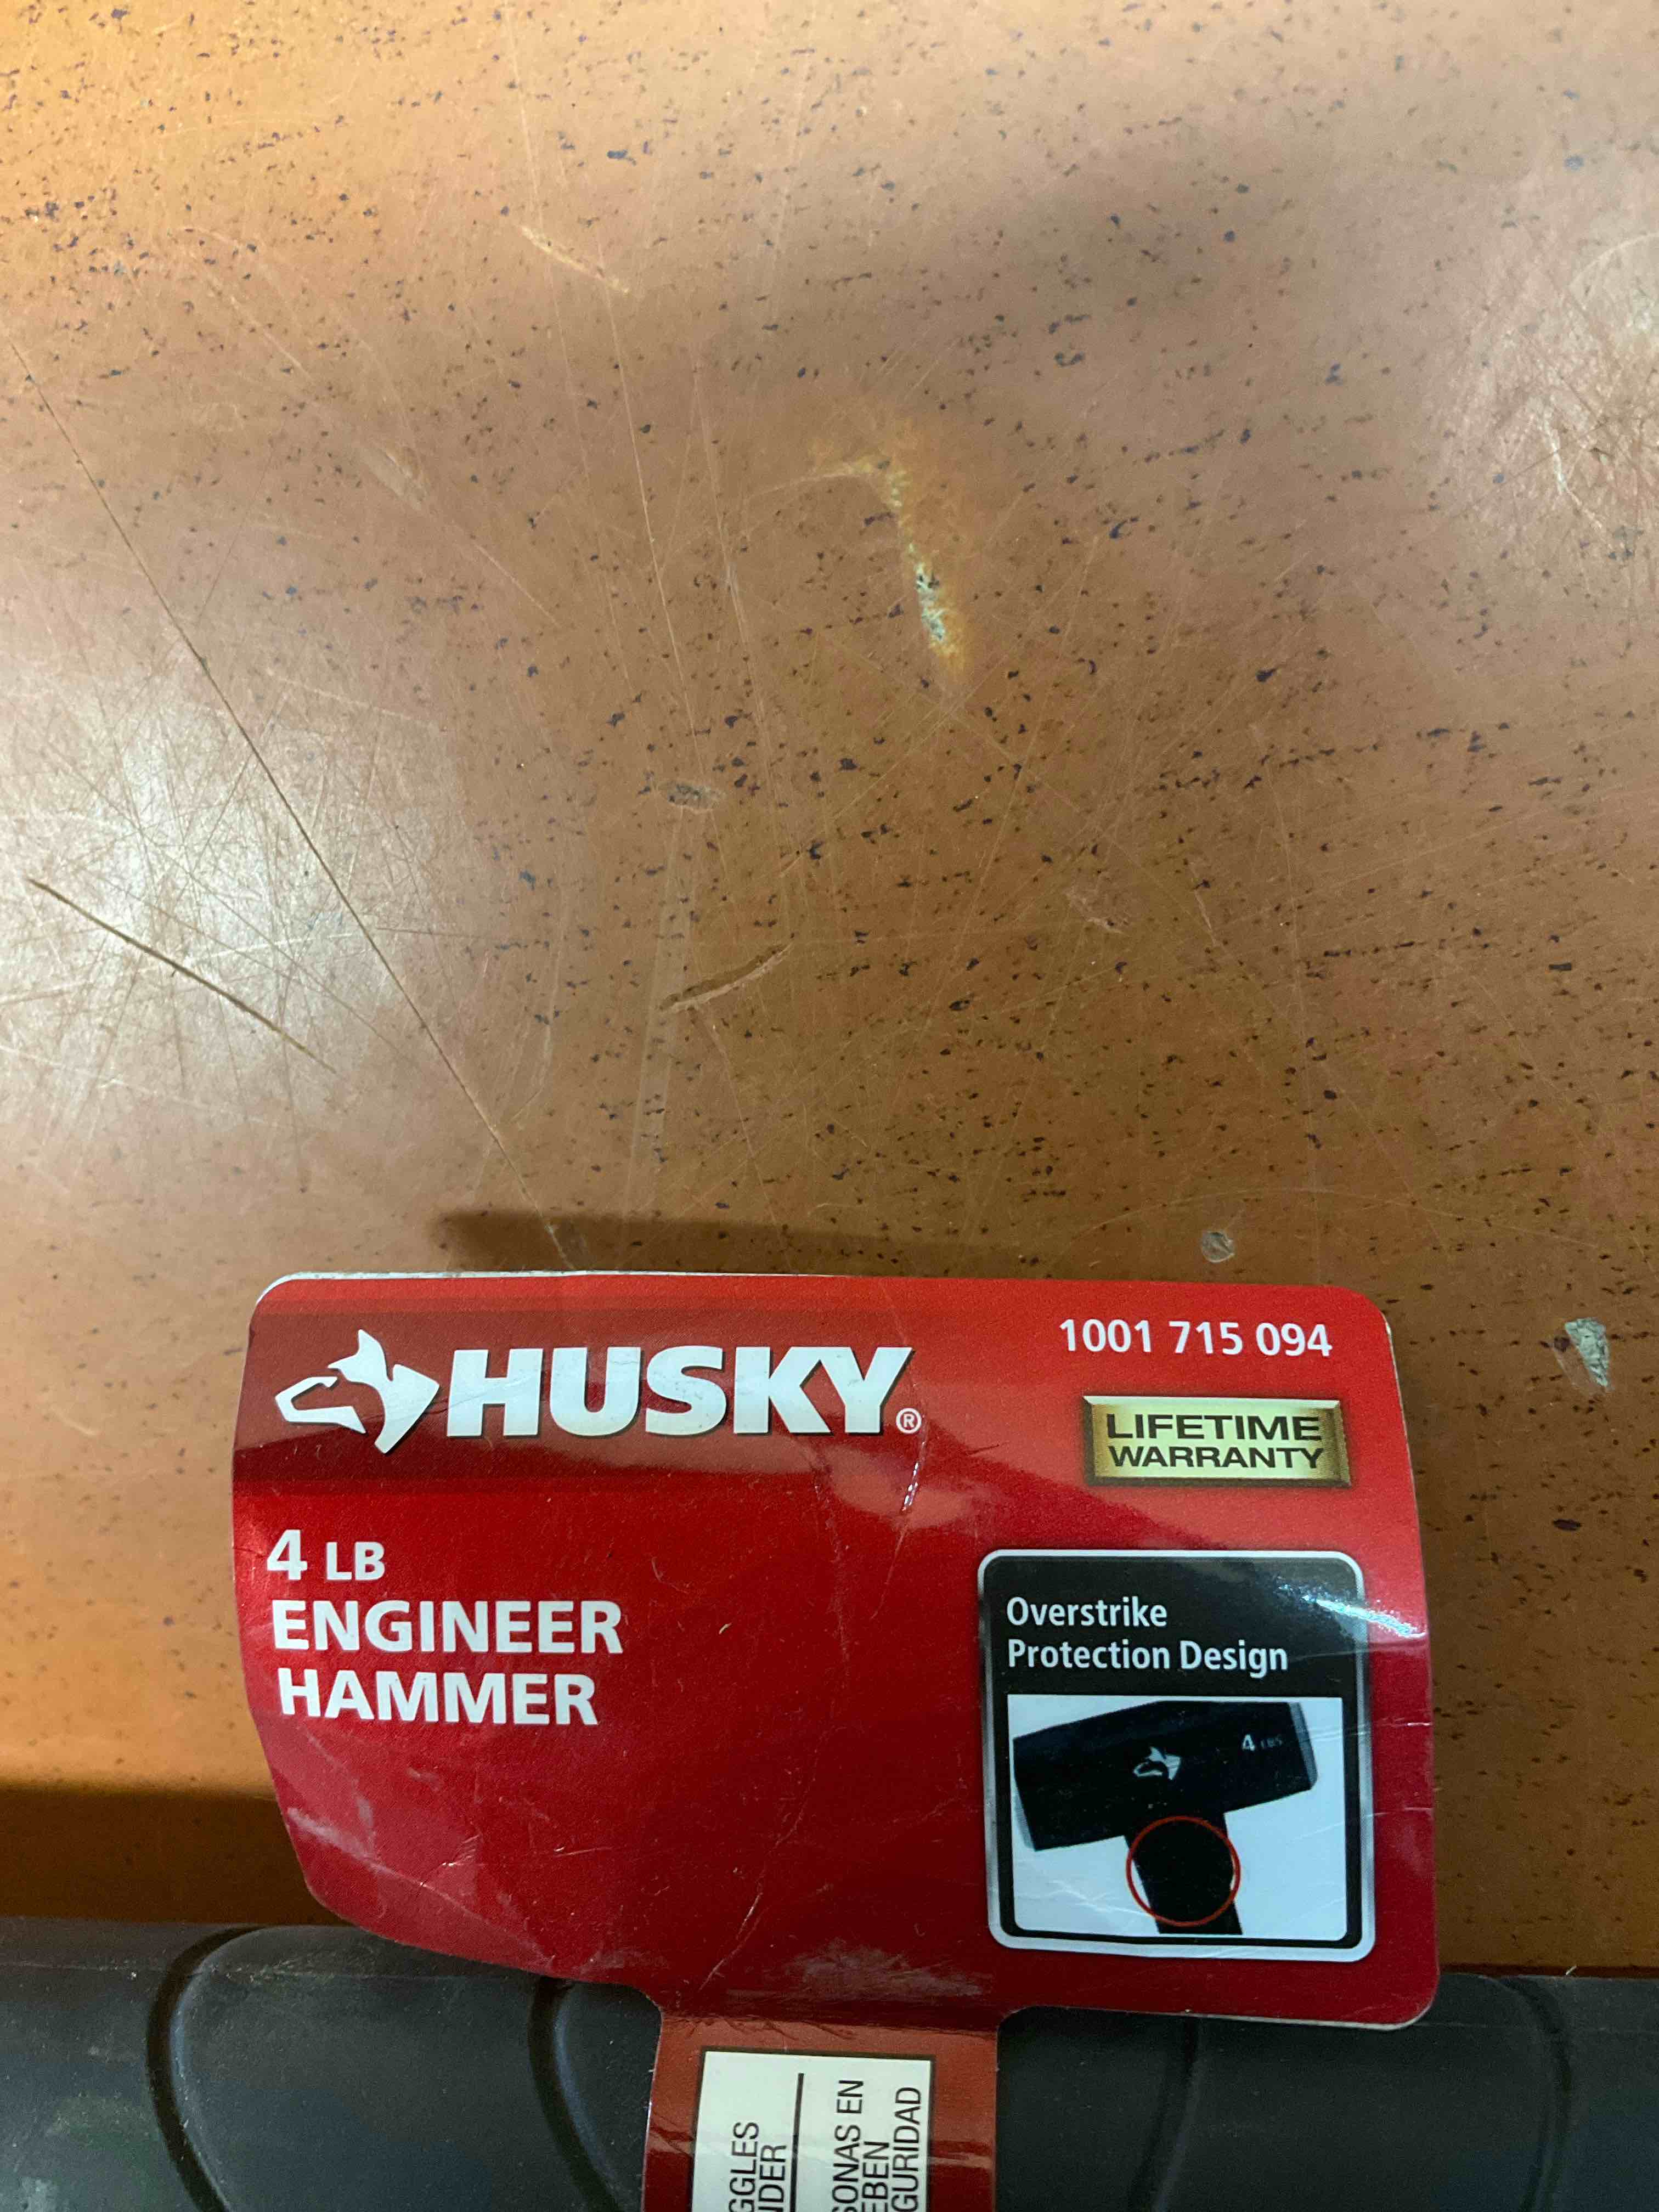 HUSKY®
1001 715 094
LIFETIME
WARRANTY
4 LB
ENGINEER
HAMMER
Overstrike
Protection Design
4 LBS